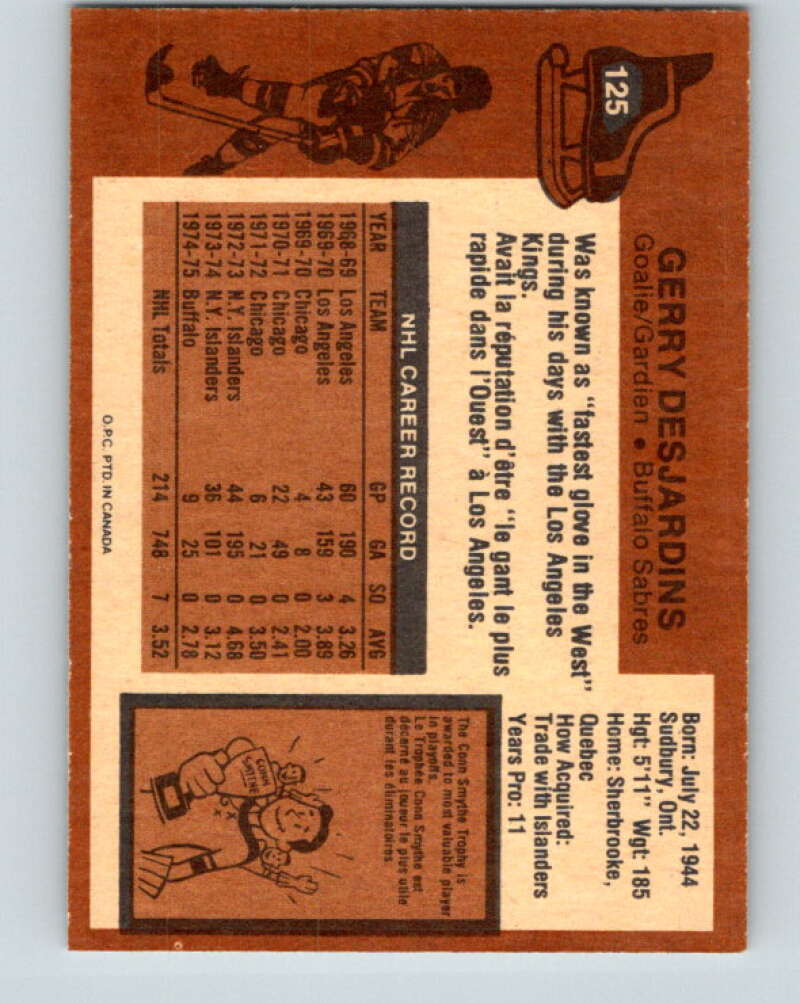 125
GERRY DESJARDINS
Goalie/Gardien • Buffalo Sabres
Born: July 22, 1944
Sudbury, Ont.
Hgt: 5'11" Wgt: 185
Home: Sherbrooke,
Quebec
How Acquired:
Trade with Islanders
Years Pro: 11
Was known as "fastest glove in the West"
during his days with the Los Angeles
Kings.
Avait la réputation d'être "le gant le plus
rapide dans l'Ouest" à Los Angeles.
NHL CAREER RECORD
YEAR TEAM GP GA SO AVG
1968-69 Los Angeles 60 190 4 3.26
1969-70 Los Angeles 43 159 3 3.89
1969-70 Chicago 4 8 0 2.00
1970-71 Chicago 22 49 0 2.41
1971-72 Chicago 6 21 0 3.50
1972-73 N.Y. Islanders 44 195 0 4.68
1973-74 N.Y. Islanders 36 101 0 3.12
1974-75 Buffalo 9 25 0 2.78
NHL Totals 214 748 7 3.52
The Conn Smythe Trophy is
awarded to most valuable player
in playoffs.
Le Trophée Conn Smythe est
décerné au joueur le plus utile
durant les éliminatoires
CONN
SMYTHE
O.P.C. PTD. IN CANADA